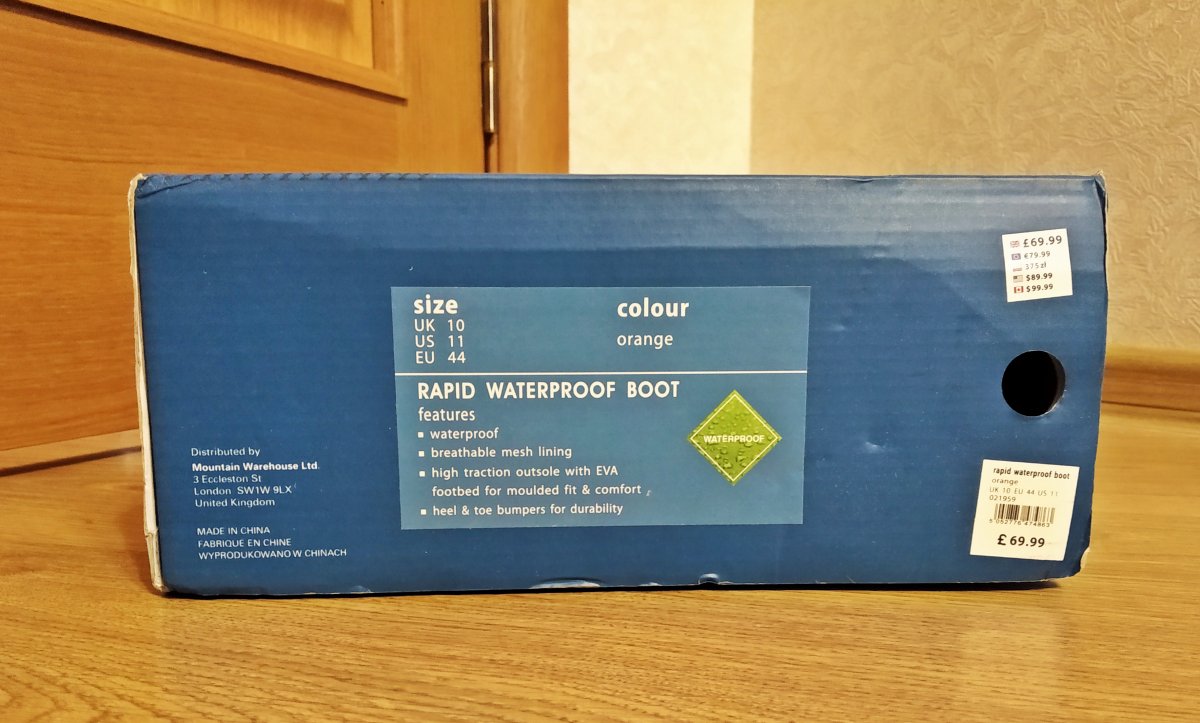 size
UK 10
US 11
EU 44
colour
orange
RAPID WATERPROOF BOOT
features
▪ waterproof
▪ breathable mesh lining
▪ high traction outsole with EVA
footbed for moulded fit & comfort
▪ heel & toe bumpers for durability
WATERPROOF
Distributed by
Mountain Warehouse Ltd.
3 Eccleston St
London SW1W 9LX
United Kingdom
MADE IN CHINA
FABRIQUE EN CHINE
WYPRODUKOWANO W CHINACH
£69.99
€79.99
375 zł
$89.99
$99.99
rapid waterproof boot
orange
UK 10 EU 44 US 11
021959
5 052776 474863
£ 69.99